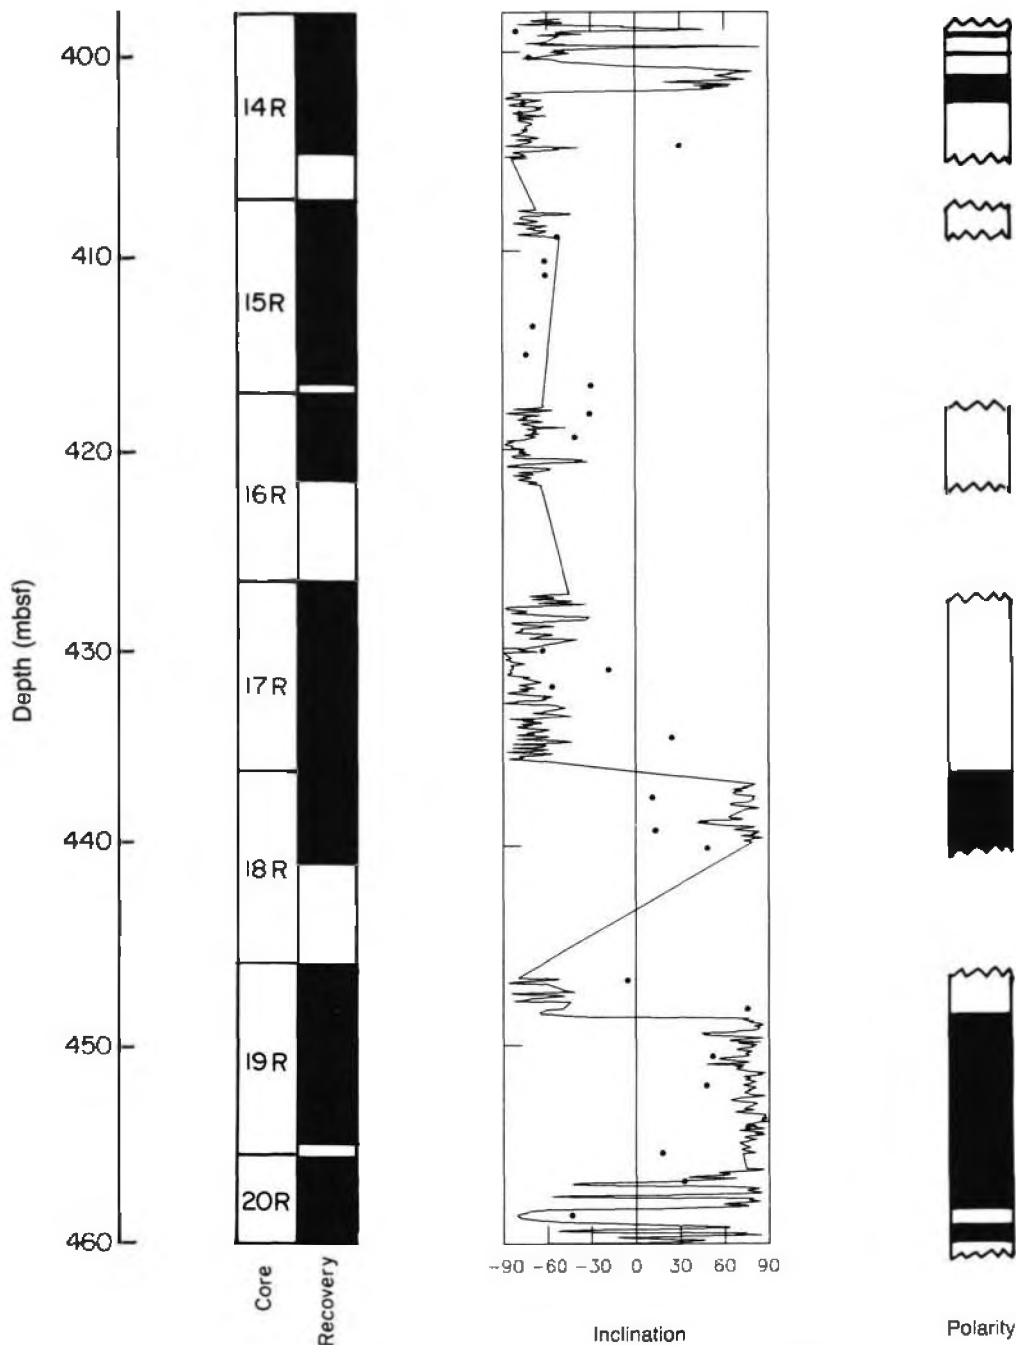 400
14R
410
15R
420
16R
Depth (mbsf)
430
17R
440
18R
450
19R
20R
460
-90 -60 -30 0 30 60 90
Core
Recovery
Inclination
Polarity